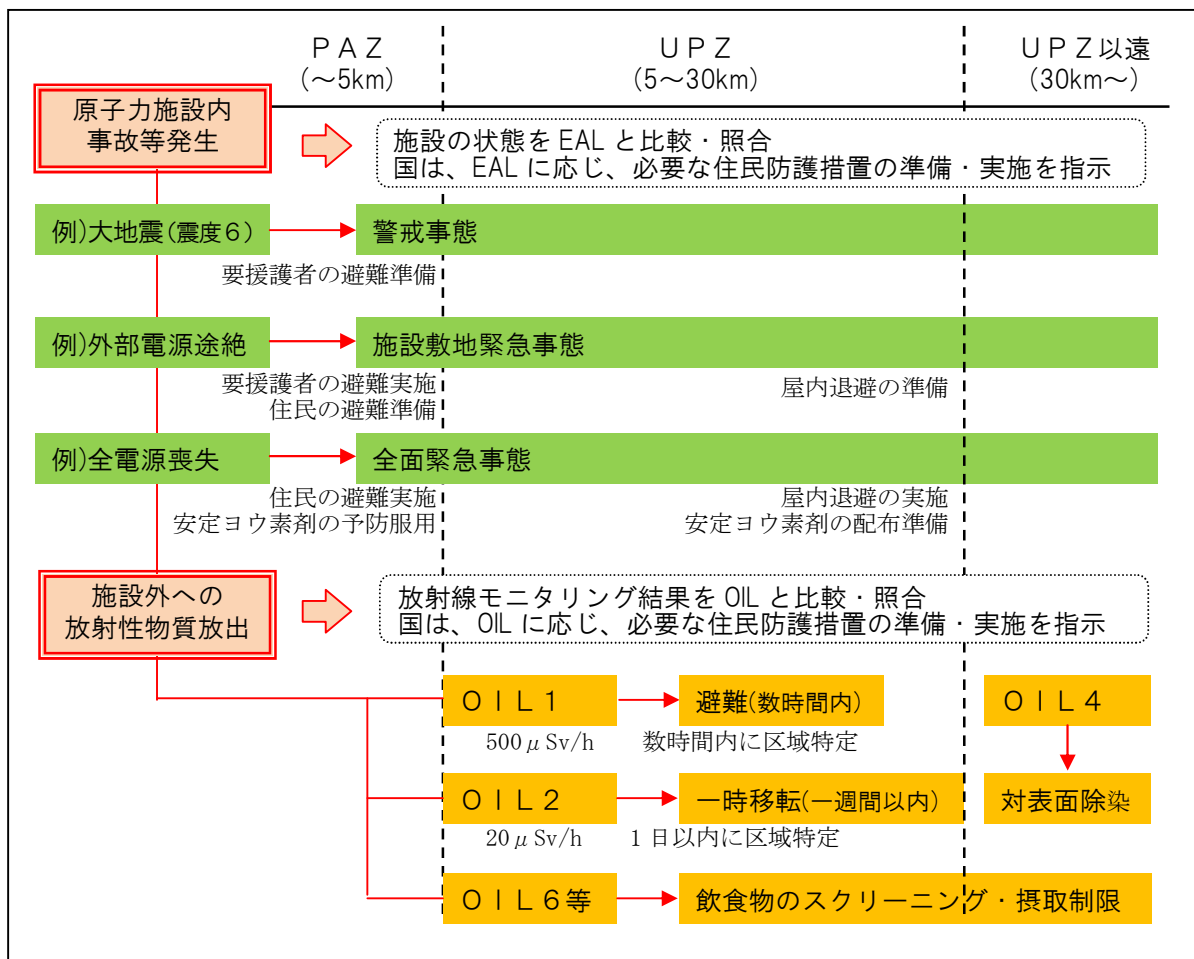 ＰＡＺ
(～5km)
ＵＰＺ
(5～30km)
ＵＰＺ以遠
(30km～)
原子力施設内
事故等発生
施設の状態を EAL と比較・照合
国は、EAL に応じ、必要な住民防護措置の準備・実施を指示
例)大地震(震度６)
警戒事態
要援護者の避難準備
例)外部電源途絶
施設敷地緊急事態
要援護者の避難実施
住民の避難準備
屋内退避の準備
例)全電源喪失
全面緊急事態
住民の避難実施
安定ヨウ素剤の予防服用
屋内退避の実施
安定ヨウ素剤の配布準備
施設外への
放射性物質放出
放射線モニタリング結果を OIL と比較・照合
国は、OIL に応じ、必要な住民防護措置の準備・実施を指示
ＯＩＬ１
避難(数時間内)
ＯＩＬ４
500μSv/h
数時間内に区域特定
ＯＩＬ２
一時移転(一週間以内)
対表面除染
20μSv/h
１日以内に区域特定
ＯＩＬ６等
飲食物のスクリーニング・摂取制限